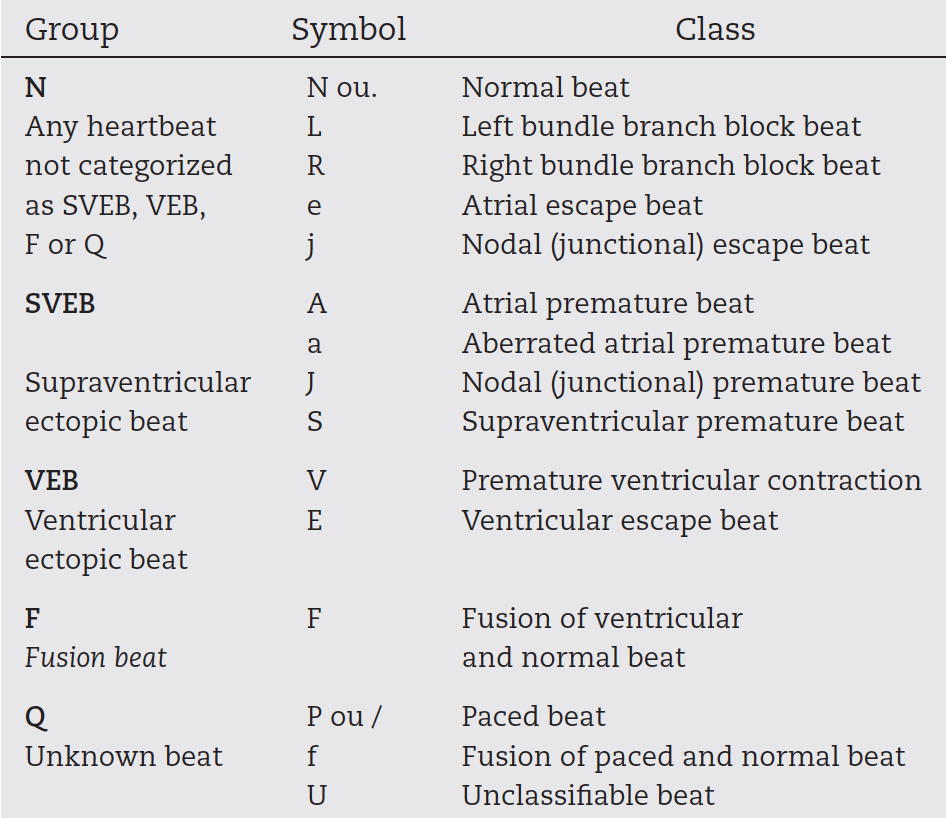 Group Symbol Class
N N ou. Normal beat
Any heartbeat L Left bundle branch block beat
not categorized R Right bundle branch block beat
as SVEB, VEB, e Atrial escape beat
F or Q j Nodal (junctional) escape beat
SVEB A Atrial premature beat
a Aberrated atrial premature beat
Supraventricular J Nodal (junctional) premature beat
ectopic beat S Supraventricular premature beat
VEB V Premature ventricular contraction
Ventricular E Ventricular escape beat
ectopic beat
F F Fusion of ventricular
Fusion beat and normal beat
Q P ou / Paced beat
Unknown beat f Fusion of paced and normal beat
U Unclassifiable beat